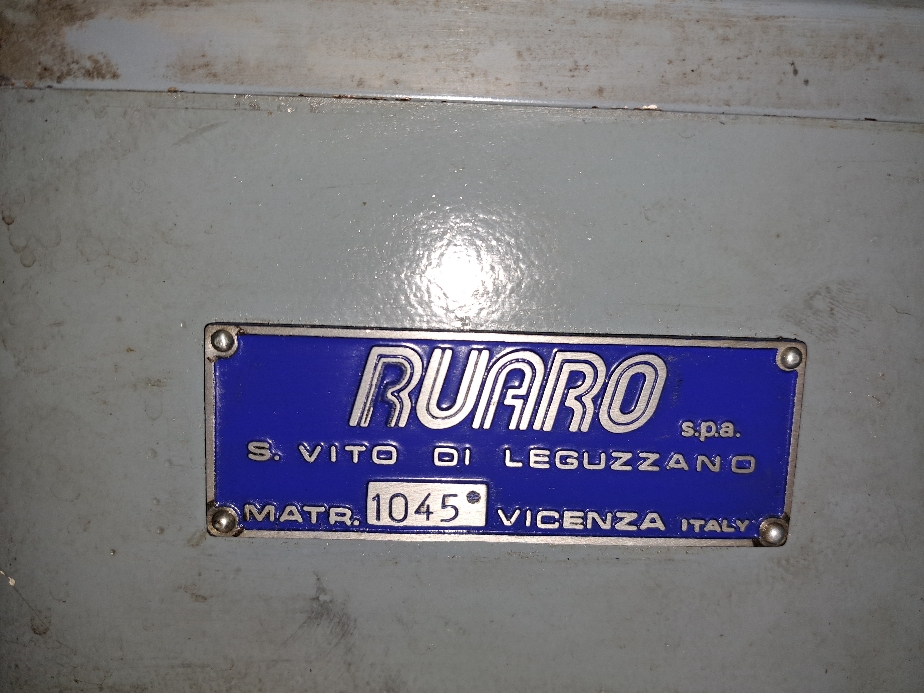 RUARO s.p.a.
S. VITO DI LEGUZZANO
MATR. 1045 VICENZA ITALY